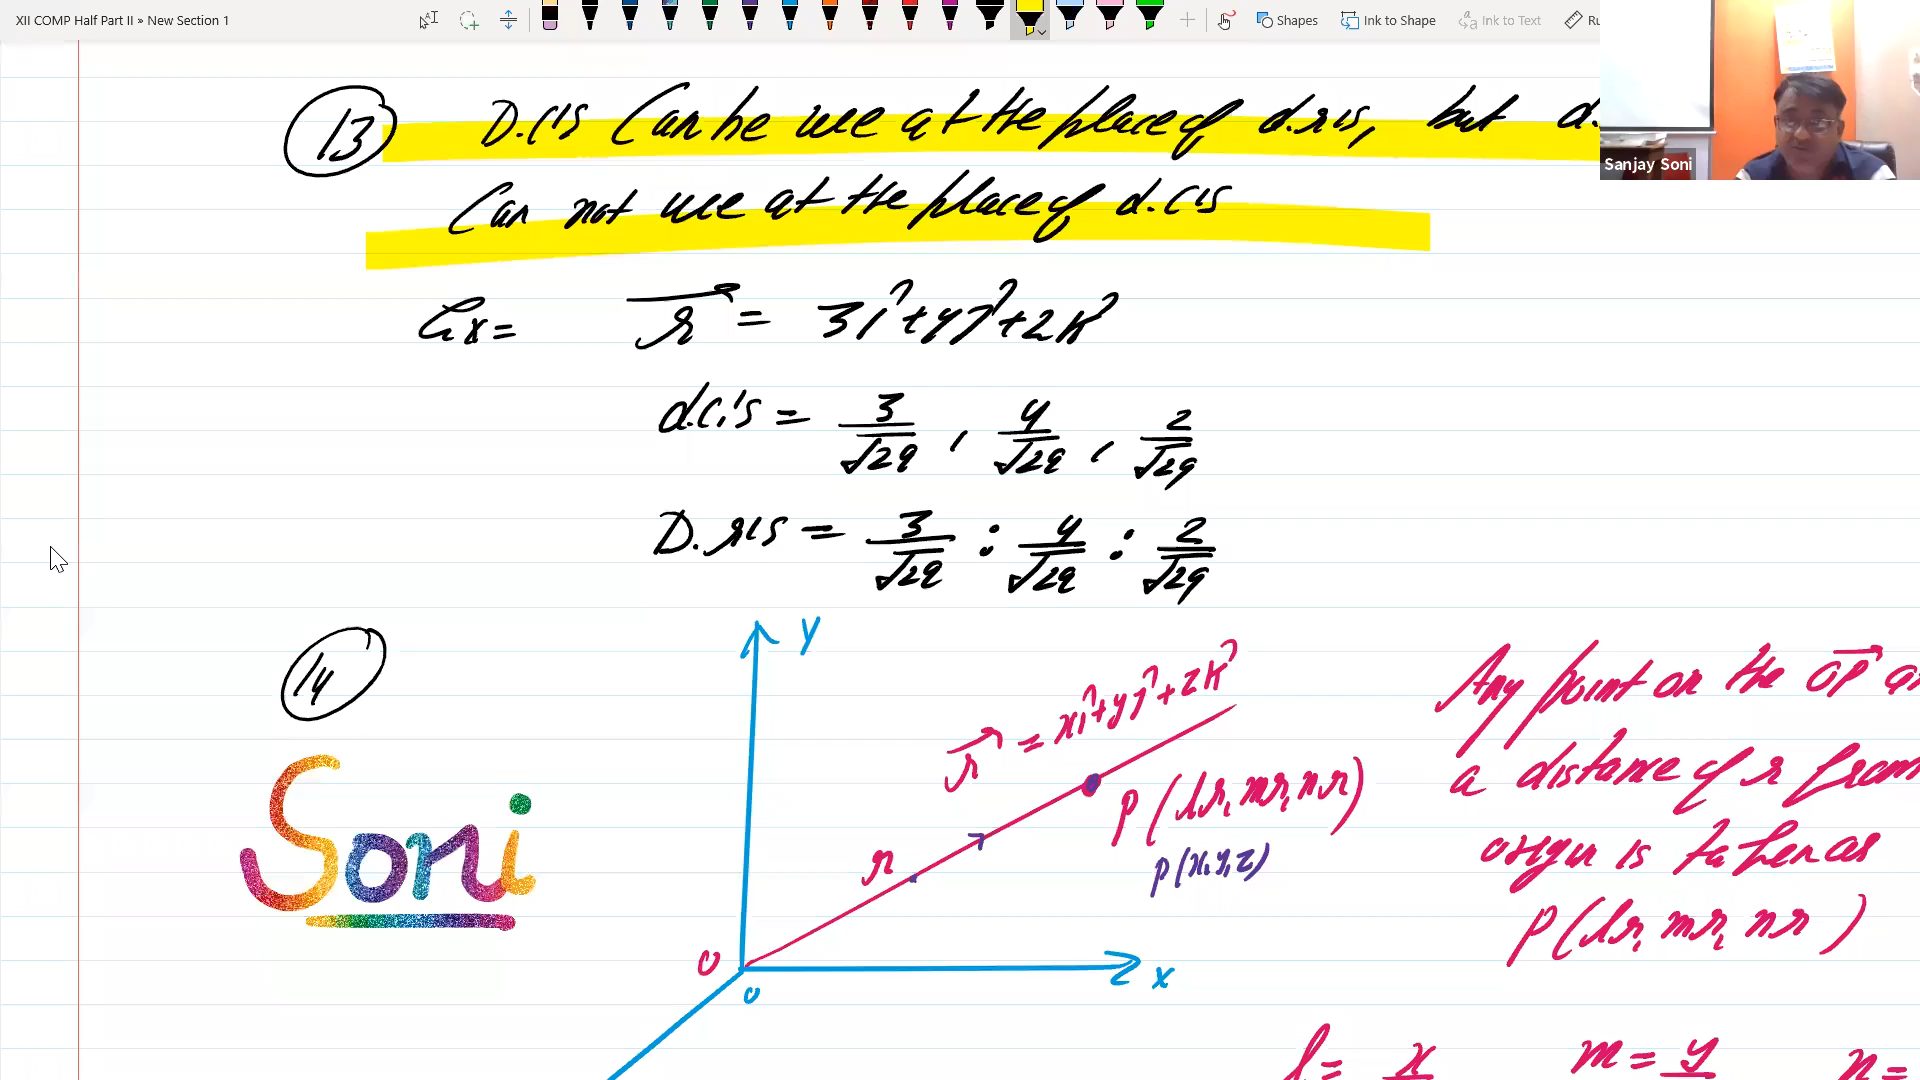 XII COMP Half Part II » New Section 1
Shapes
Ink to Shape
Ink to Text
Ru
Sanjay Soni
13 D.C's Can be use at the place of d.r's, but d.
Can not use at the place of d.c's
Ex= r = 3i^+4j^+2k^
d.c.'s = 3/√29 , 4/√29 , 2/√29
D.r's = 3/√29 : 4/√29 : 2/√29
14
Y
r = xi^+yj^+zk^
Any point on the OP a
a distance of r from
origin is taken as
P(lr, mr, nr)
P(lr, mr, nr)
P(x,y,z)
r
Soni
O
o
x
l= x
m= y
n=